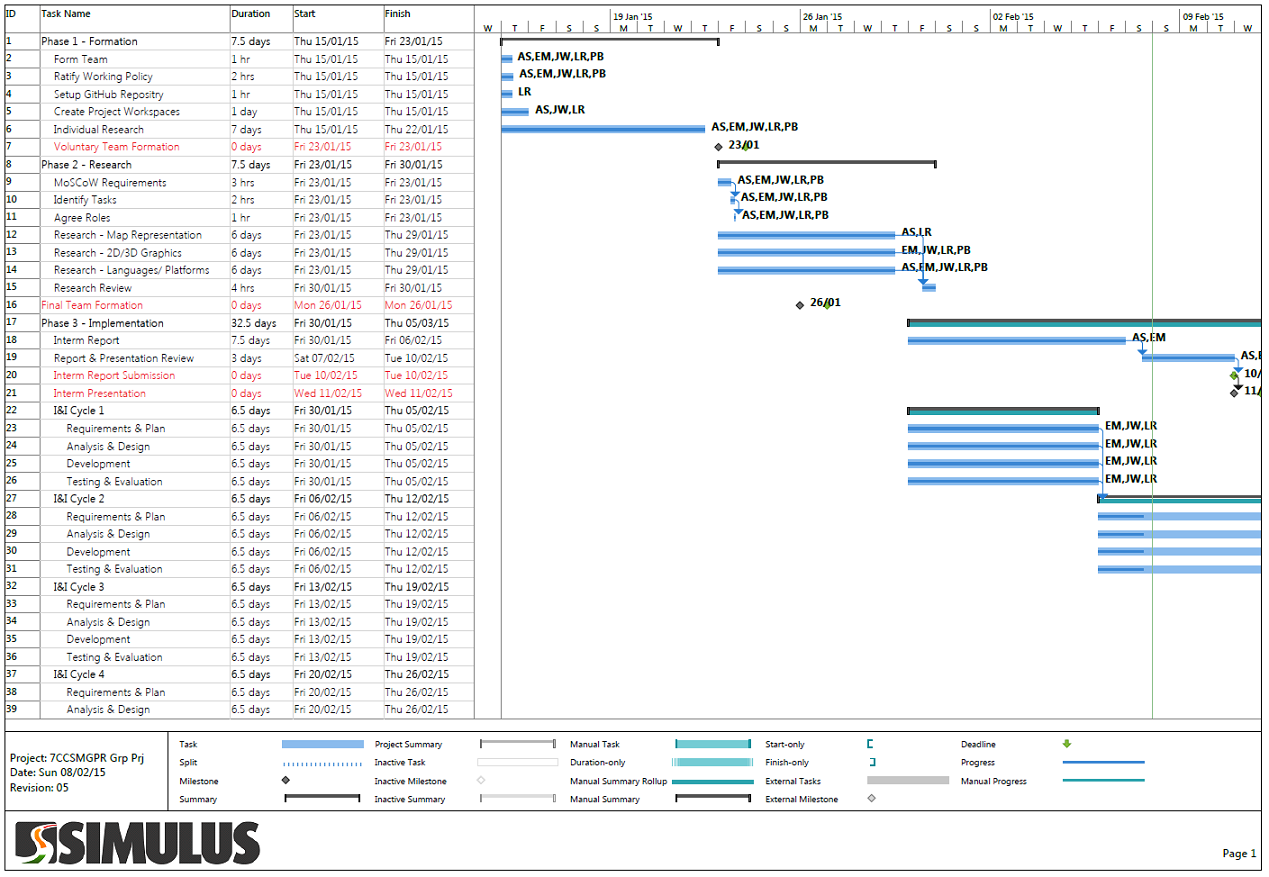 ID Task Name Duration Start Finish 19 Jan '15 26 Jan '15 02 Feb '15 09 Feb '15
W T F S S M T W T F S S M T W T F S S M T W T F S S M T W
1 Phase 1 - Formation 7.5 days Thu 15/01/15 Fri 23/01/15
2 Form Team 1 hr Thu 15/01/15 Thu 15/01/15 AS,EM,JW,LR,PB
3 Ratify Working Policy 2 hrs Thu 15/01/15 Thu 15/01/15 AS,EM,JW,LR,PB
4 Setup GitHub Repositry 1 hr Thu 15/01/15 Thu 15/01/15 LR
5 Create Project Workspaces 1 day Thu 15/01/15 Thu 15/01/15 AS,JW,LR
6 Individual Research 7 days Thu 15/01/15 Thu 22/01/15 AS,EM,JW,LR,PB
7 Voluntary Team Formation 0 days Fri 23/01/15 Fri 23/01/15 23/01
8 Phase 2 - Research 7.5 days Fri 23/01/15 Fri 30/01/15
9 MoSCoW Requirements 3 hrs Fri 23/01/15 Fri 23/01/15 AS,EM,JW,LR,PB
10 Identify Tasks 2 hrs Fri 23/01/15 Fri 23/01/15 AS,EM,JW,LR,PB
11 Agree Roles 1 hr Fri 23/01/15 Fri 23/01/15 AS,EM,JW,LR,PB
12 Research - Map Representation 6 days Fri 23/01/15 Thu 29/01/15 AS,LR
13 Research - 2D/3D Graphics 6 days Fri 23/01/15 Thu 29/01/15 EM,JW,LR,PB
14 Research - Languages/ Platforms 6 days Fri 23/01/15 Thu 29/01/15 AS,EM,JW,LR,PB
15 Research Review 4 hrs Fri 30/01/15 Fri 30/01/15
16 Final Team Formation 0 days Mon 26/01/15 Mon 26/01/15 26/01
17 Phase 3 - Implementation 32.5 days Fri 30/01/15 Thu 05/03/15
18 Interm Report 7.5 days Fri 30/01/15 Fri 06/02/15 AS,EM
19 Report & Presentation Review 3 days Sat 07/02/15 Tue 10/02/15 AS,E
20 Interm Report Submission 0 days Tue 10/02/15 Tue 10/02/15 10/
21 Interm Presentation 0 days Wed 11/02/15 Wed 11/02/15 11/
22 I&I Cycle 1 6.5 days Fri 30/01/15 Thu 05/02/15
23 Requirements & Plan 6.5 days Fri 30/01/15 Thu 05/02/15 EM,JW,LR
24 Analysis & Design 6.5 days Fri 30/01/15 Thu 05/02/15 EM,JW,LR
25 Development 6.5 days Fri 30/01/15 Thu 05/02/15 EM,JW,LR
26 Testing & Evaluation 6.5 days Fri 30/01/15 Thu 05/02/15 EM,JW,LR
27 I&I Cycle 2 6.5 days Fri 06/02/15 Thu 12/02/15
28 Requirements & Plan 6.5 days Fri 06/02/15 Thu 12/02/15
29 Analysis & Design 6.5 days Fri 06/02/15 Thu 12/02/15
30 Development 6.5 days Fri 06/02/15 Thu 12/02/15
31 Testing & Evaluation 6.5 days Fri 06/02/15 Thu 12/02/15
32 I&I Cycle 3 6.5 days Fri 13/02/15 Thu 19/02/15
33 Requirements & Plan 6.5 days Fri 13/02/15 Thu 19/02/15
34 Analysis & Design 6.5 days Fri 13/02/15 Thu 19/02/15
35 Development 6.5 days Fri 13/02/15 Thu 19/02/15
36 Testing & Evaluation 6.5 days Fri 13/02/15 Thu 19/02/15
37 I&I Cycle 4 6.5 days Fri 20/02/15 Thu 26/02/15
38 Requirements & Plan 6.5 days Fri 20/02/15 Thu 26/02/15
39 Analysis & Design 6.5 days Fri 20/02/15 Thu 26/02/15
Project: 7CCSMGPR Grp Prj
Date: Sun 08/02/15
Revision: 05
Task Project Summary Manual Task Start-only Deadline
Split Inactive Task Duration-only Finish-only Progress
Milestone Inactive Milestone Manual Summary Rollup External Tasks Manual Progress
Summary Inactive Summary Manual Summary External Milestone
SIMULUS
Page 1